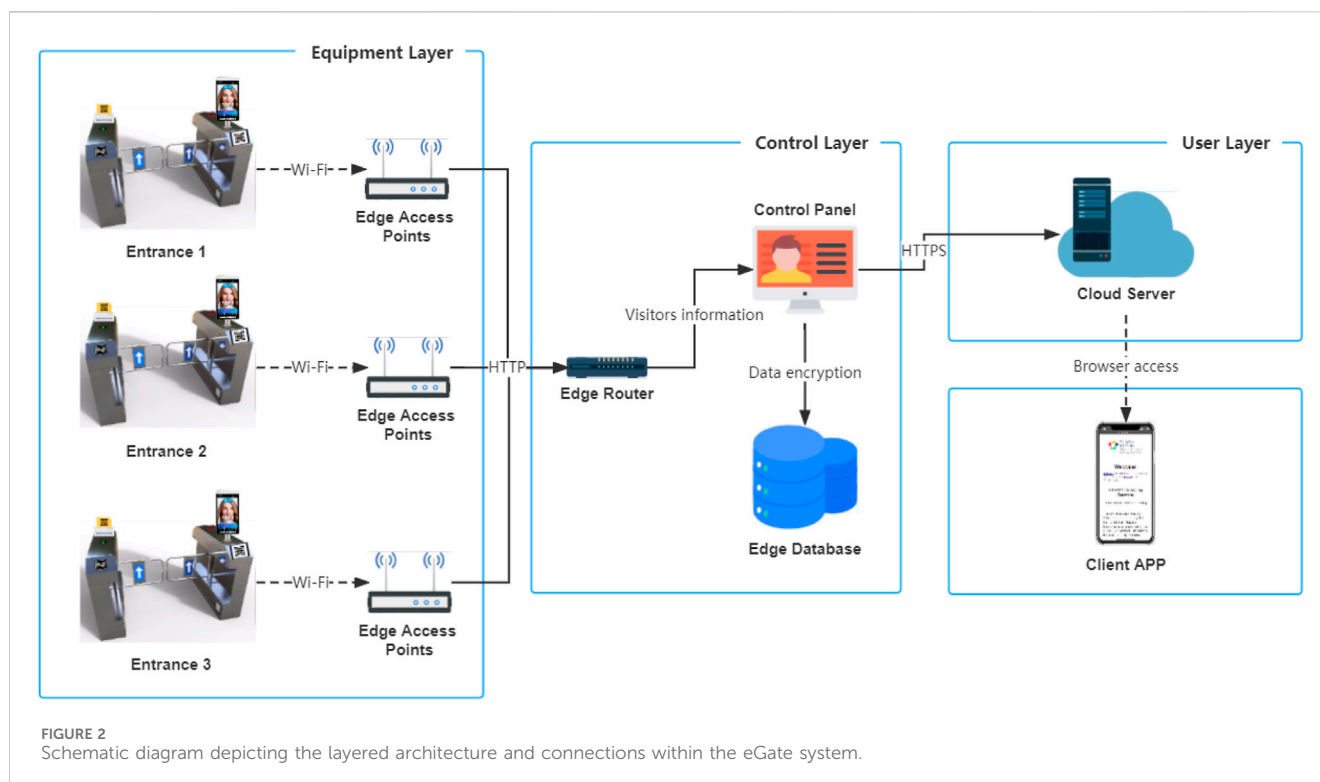 Equipment Layer
Wi-Fi
Edge Access
Points
Entrance 1
Wi-Fi
Edge Access
Points
Entrance 2
Wi-Fi
Edge Access
Points
Entrance 3
HTTP
Control Layer
Edge Router
Visitors information
Control Panel
Data encryption
Edge Database
HTTPS
User Layer
Cloud Server
Browser access
Client APP
FIGURE 2
Schematic diagram depicting the layered architecture and connections within the eGate system.